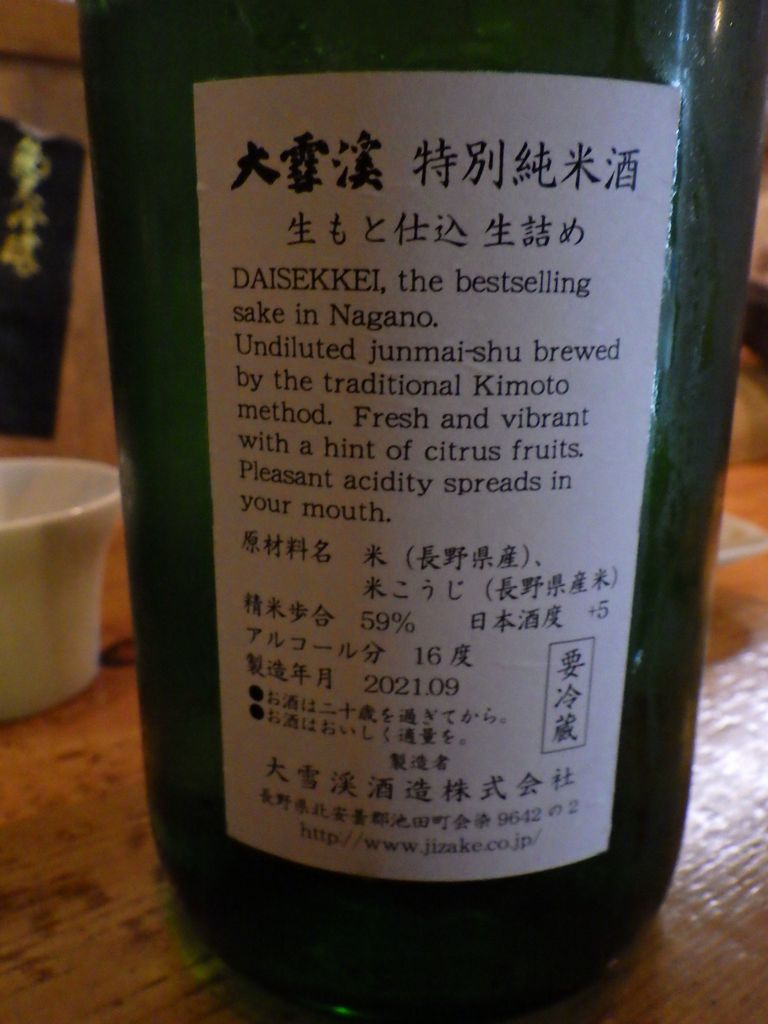 大雪渓 特別純米酒
生もと仕込 生詰め
DAISEKKEI, the bestselling
sake in Nagano.
Undiluted junmai-shu brewed
by the traditional Kimoto
method. Fresh and vibrant
with a hint of citrus fruits.
Pleasant acidity spreads in
your mouth.
原材料名 米（長野県産）、
米こうじ（長野県産米）
精米歩合 59% 日本酒度 +5
アルコール分 16度
製造年月 2021.09
要冷蔵
●お酒は二十歳を過ぎてから。
●お酒はおいしく適量を。
製造者
大雪渓酒造株式会社
長野県北安曇郡池田町会染9642の2
http://www.jizake.co.jp/